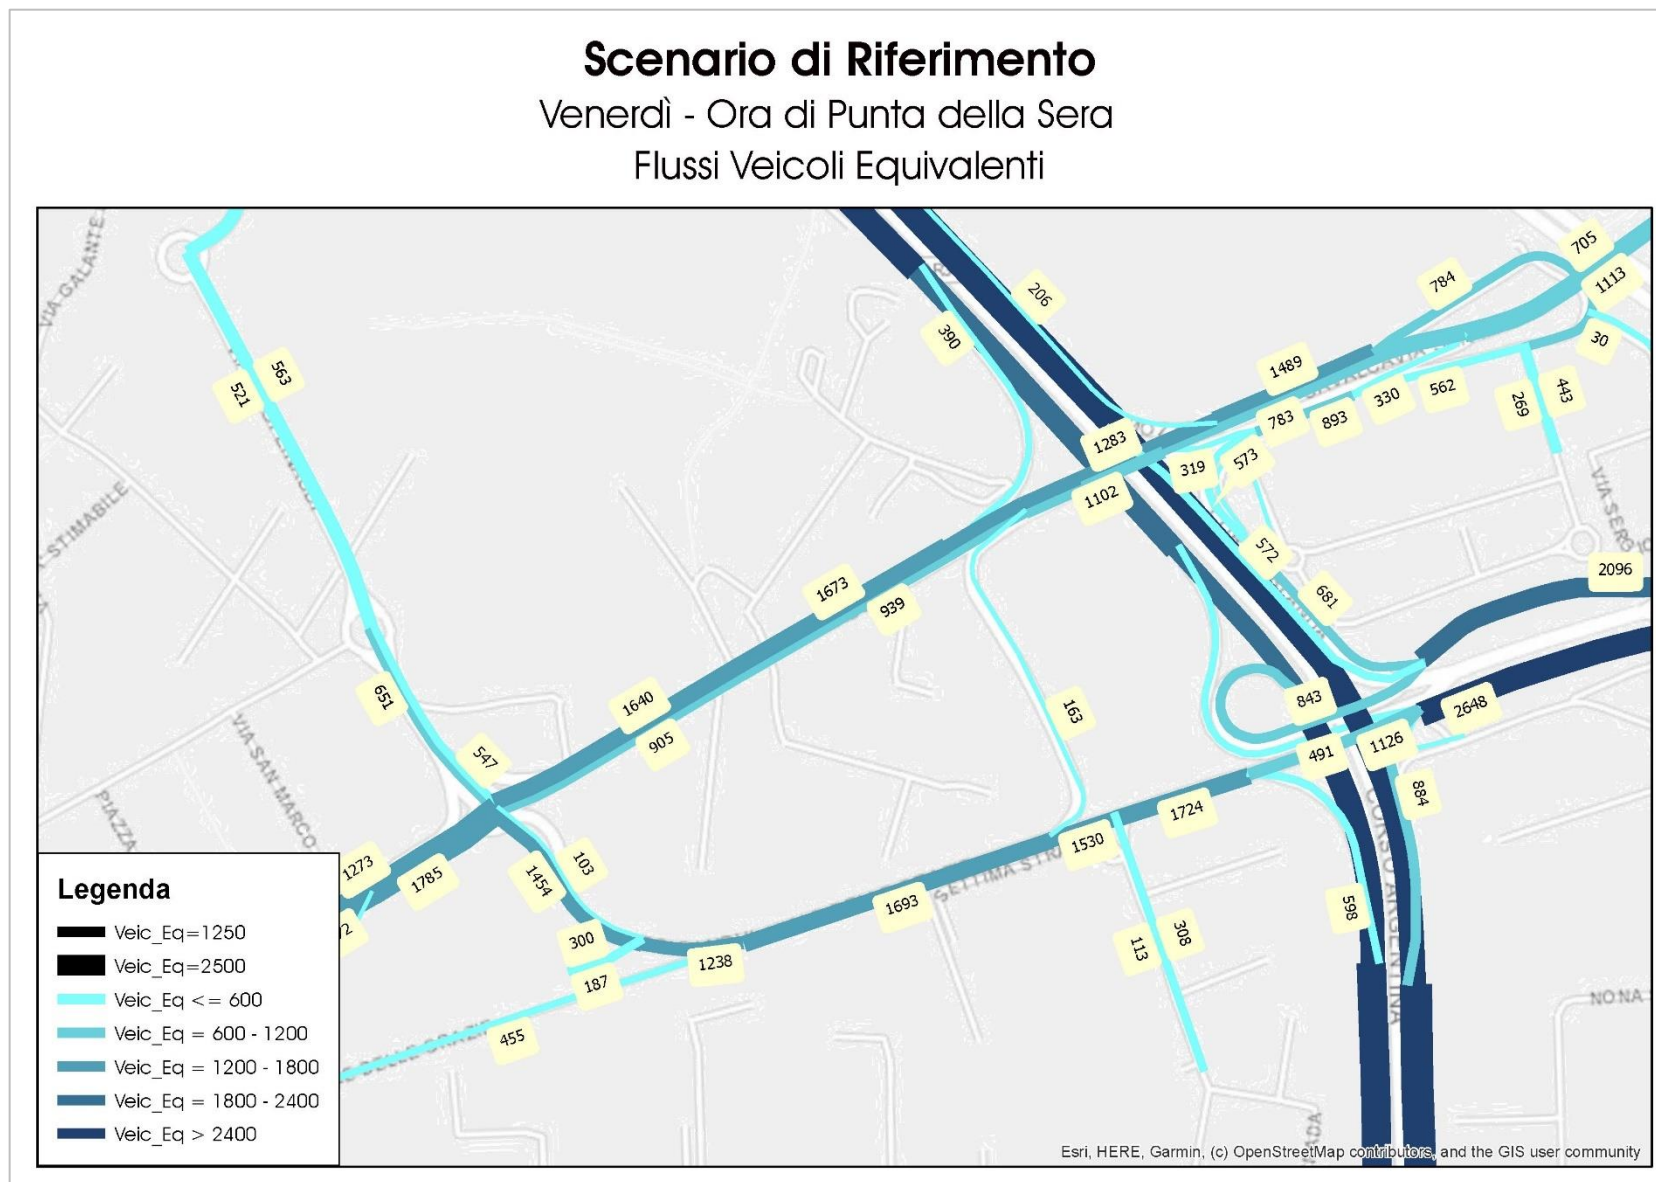 Scenario di Riferimento
Venerdì - Ora di Punta della Sera
Flussi Veicoli Equivalenti
VIA GALANTE
705
1113
784
206
390
30
1489
563
521
783
893
330
562
269
443
1283
319
573
1102
STIMABILE
VIA SERG
572
2096
681
1673
939
651
163
1640
905
843
2648
VIA SAN MARCO
547
491
1126
884
PIAZZA
1724
1530
CORSO ARGENTINA
1273
1785
1454
103
SETTIMA
1693
598
300
113
308
1238
187
NONA
455
Legenda
Veic_Eq=1250
Veic_Eq=2500
Veic_Eq <= 600
Veic_Eq = 600 - 1200
Veic_Eq = 1200 - 1800
Veic_Eq = 1800 - 2400
Veic_Eq > 2400
Esri, HERE, Garmin, (c) OpenStreetMap contributors, and the GIS user community